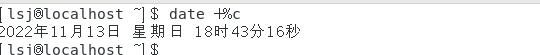 [lsj@localhost ~]$ date +%c
2022年11月13日 星期日 18时43分16秒
[lsj@localhost ~]$